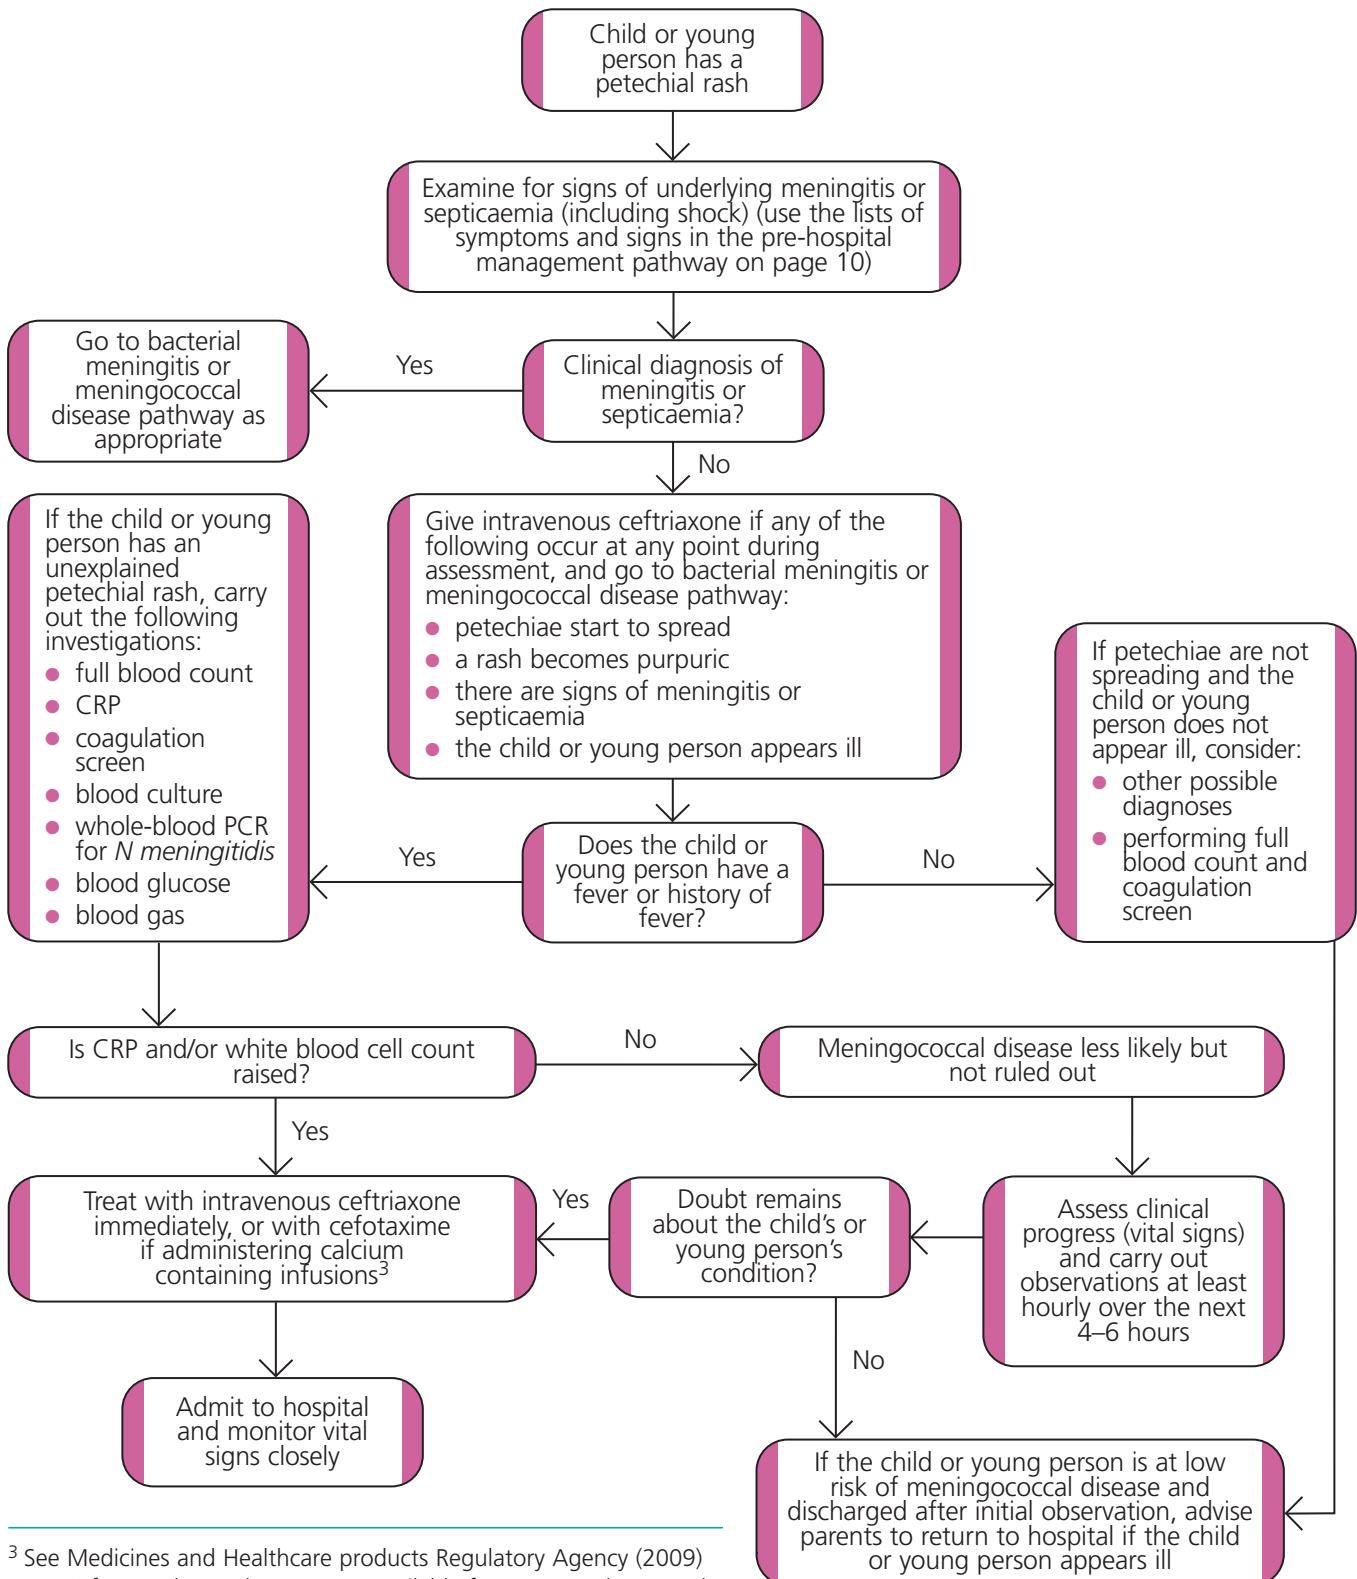 Child or young
person has a
petechial rash
Examine for signs of underlying meningitis or
septicaemia (including shock) (use the lists of
symptoms and signs in the pre-hospital
management pathway on page 10)
Go to bacterial
meningitis or
meningococcal
disease pathway as
appropriate
Yes
Clinical diagnosis of
meningitis or
septicaemia?
No
If the child or young
person has an
unexplained
petechial rash, carry
out the following
investigations:
● full blood count
● CRP
● coagulation
screen
● blood culture
● whole-blood PCR
for N meningitidis
● blood glucose
● blood gas
Give intravenous ceftriaxone if any of the
following occur at any point during
assessment, and go to bacterial meningitis or
meningococcal disease pathway:
● petechiae start to spread
● a rash becomes purpuric
● there are signs of meningitis or
septicaemia
● the child or young person appears ill
If petechiae are not
spreading and the
child or young
person does not
appear ill, consider:
● other possible
diagnoses
● performing full
blood count and
coagulation
screen
Yes
Does the child or
young person have a
fever or history of
fever?
No
Is CRP and/or white blood cell count
raised?
No
Meningococcal disease less likely but
not ruled out
Yes
Treat with intravenous ceftriaxone
immediately, or with cefotaxime
if administering calcium
containing infusions3
Yes
Doubt remains
about the child's or
young person's
condition?
Assess clinical
progress (vital signs)
and carry out
observations at least
hourly over the next
4–6 hours
No
Admit to hospital
and monitor vital
signs closely
If the child or young person is at low
risk of meningococcal disease and
discharged after initial observation, advise
parents to return to hospital if the child
or young person appears ill
3 See Medicines and Healthcare products Regulatory Agency (2009)